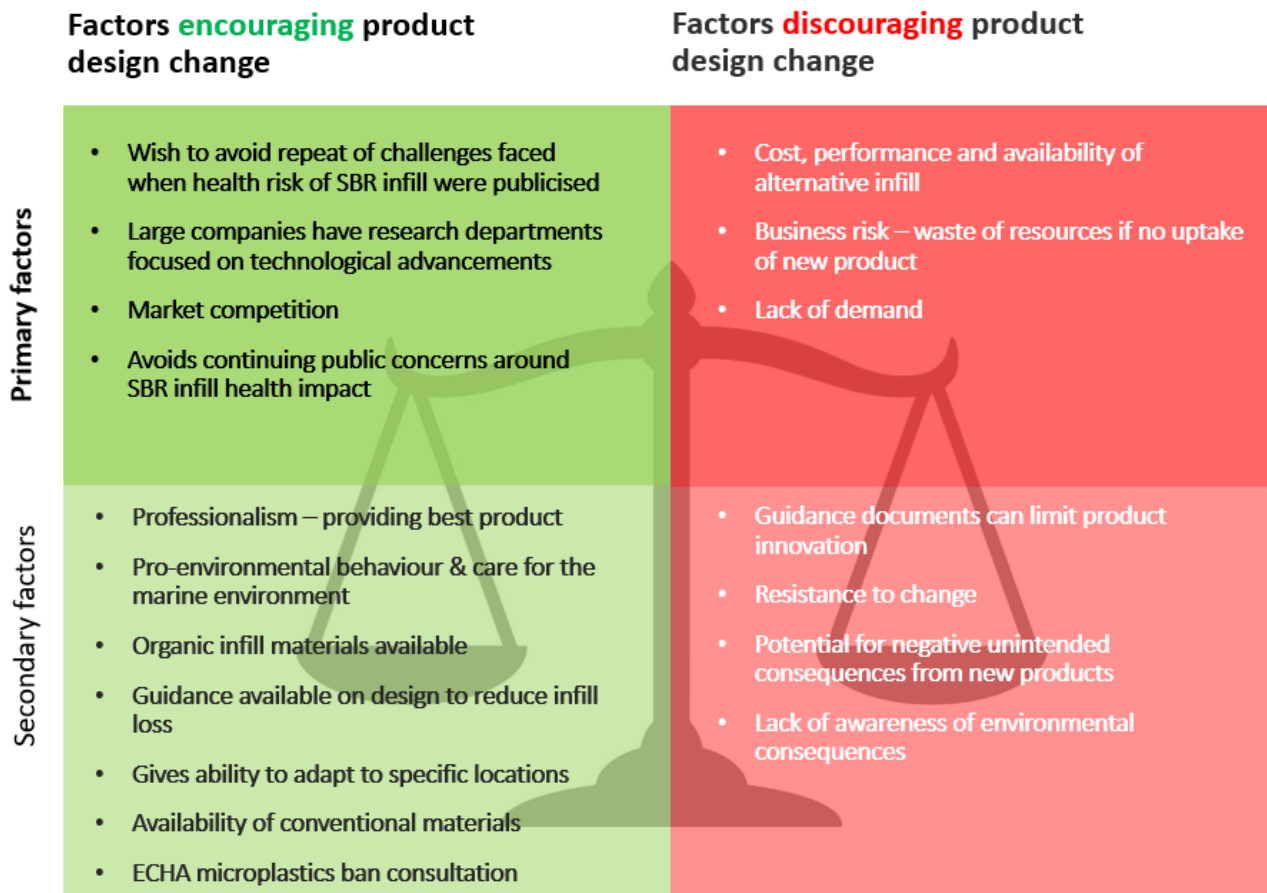 Factors encouraging product
design change
Factors discouraging product
design change
Primary factors
• Wish to avoid repeat of challenges faced
when health risk of SBR infill were publicised
• Large companies have research departments
focused on technological advancements
• Market competition
• Avoids continuing public concerns around
SBR infill health impact
• Cost, performance and availability of
alternative infill
• Business risk – waste of resources if no uptake
of new product
• Lack of demand
Secondary factors
• Professionalism – providing best product
• Pro-environmental behaviour & care for the
marine environment
• Organic infill materials available
• Guidance available on design to reduce infill
loss
• Gives ability to adapt to specific locations
• Availability of conventional materials
• ECHA microplastics ban consultation
• Guidance documents can limit product
innovation
• Resistance to change
• Potential for negative unintended
consequences from new products
• Lack of awareness of environmental
consequences